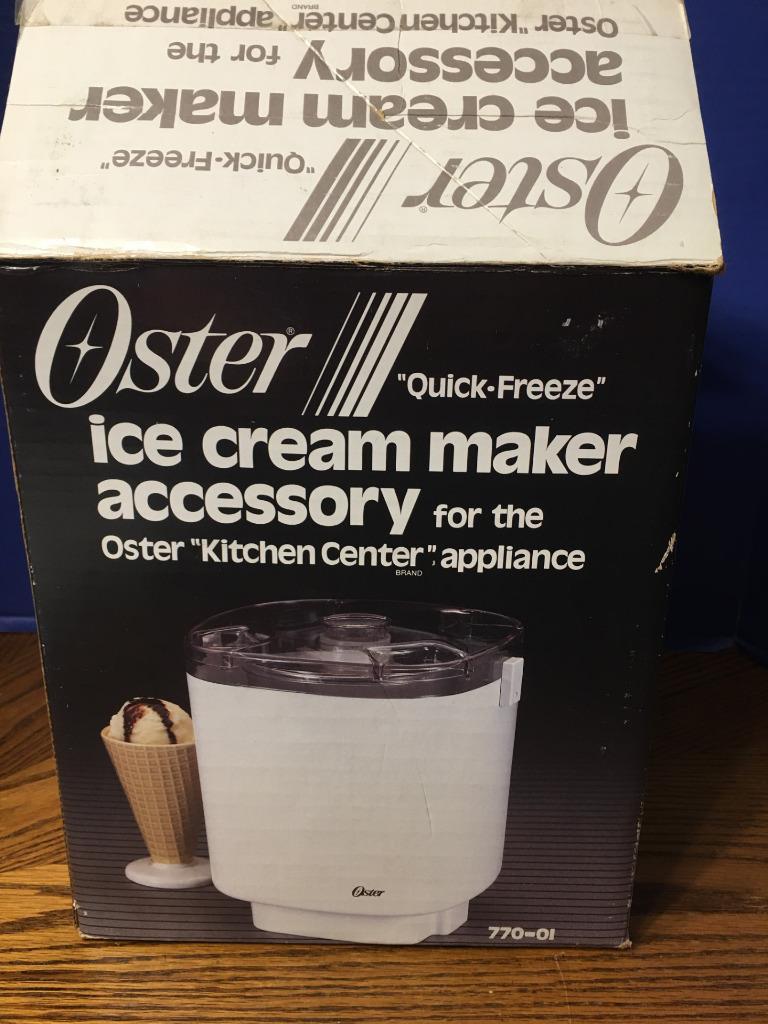 Oster "Kitchen Center" appliance
BRAND
accessory for the
ice cream maker
Oster® "Quick-Freeze"
Oster® "Quick-Freeze"
ice cream maker
accessory for the
Oster "Kitchen Center", appliance
BRAND
Oster
770-01